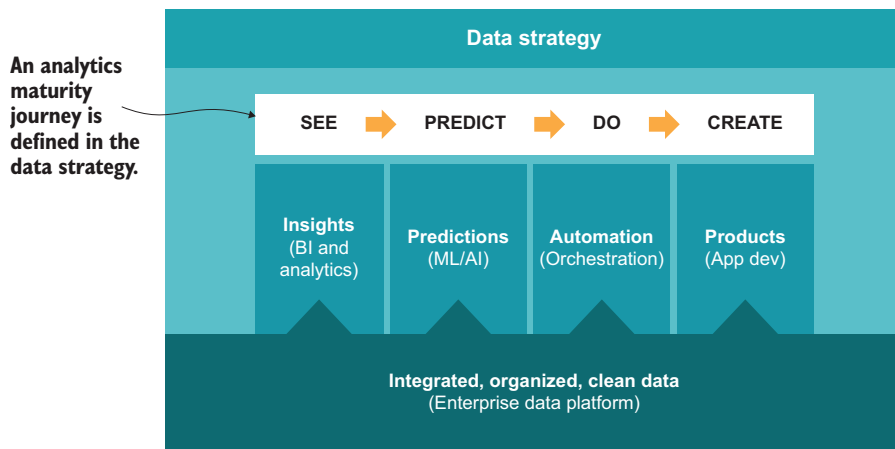 Data strategy
An analytics
maturity
journey is
defined in the
data strategy.
SEE PREDICT DO CREATE
Insights
(BI and
analytics)
Predictions
(ML/AI)
Automation
(Orchestration)
Products
(App dev)
Integrated, organized, clean data
(Enterprise data platform)